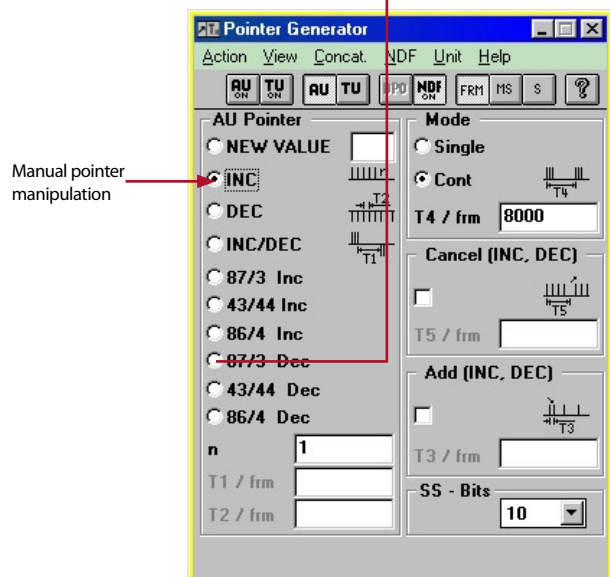 Pointer Generator
Action View Concat. NDF Unit Help
AU ON TU ON AU TU DPO NDF ON FRM MS S ?
AU Pointer
NEW VALUE
INC
n
DEC
T2
INC/DEC
T1
87/3 Inc
43/44 Inc
86/4 Inc
87/3 Dec
43/44 Dec
86/4 Dec
n 1
T1 / frm
T2 / frm
Mode
Single
Cont
T4
T4 / frm 8000
Cancel (INC, DEC)
T5
T5 / frm
Add (INC, DEC)
T3
T3 / frm
SS - Bits
10
Manual pointer
manipulation